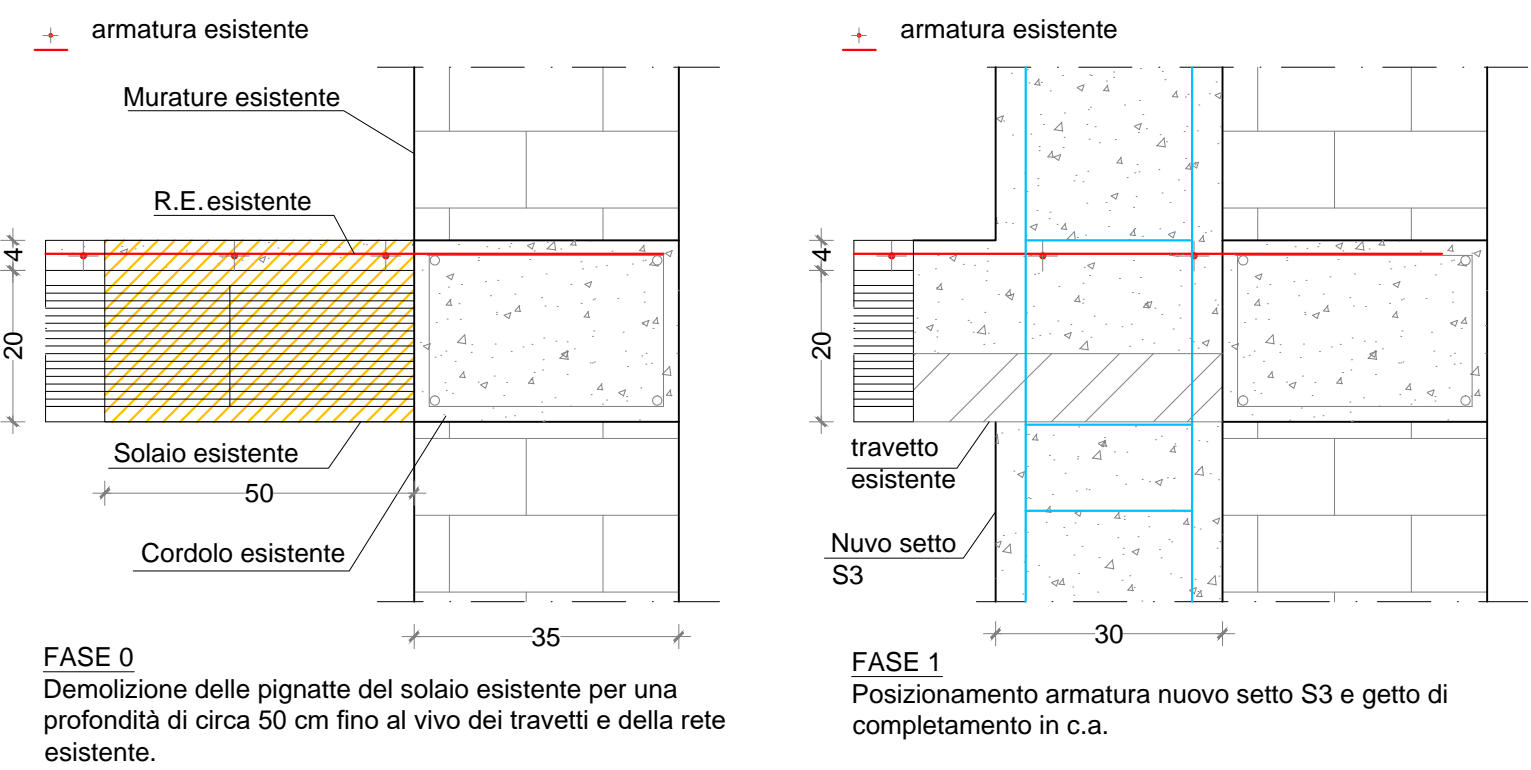 armatura esistente
Murature esistente
R.E. esistente
4
20
Solaio esistente
50
Cordolo esistente
35
FASE 0
Demolizione delle pignatte del solaio esistente per una
profondità di circa 50 cm fino al vivo dei travetti e della rete
esistente.
armatura esistente
4
20
travetto
esistente
Nuvo setto
S3
30
FASE 1
Posizionamento armatura nuovo setto S3 e getto di
completamento in c.a.